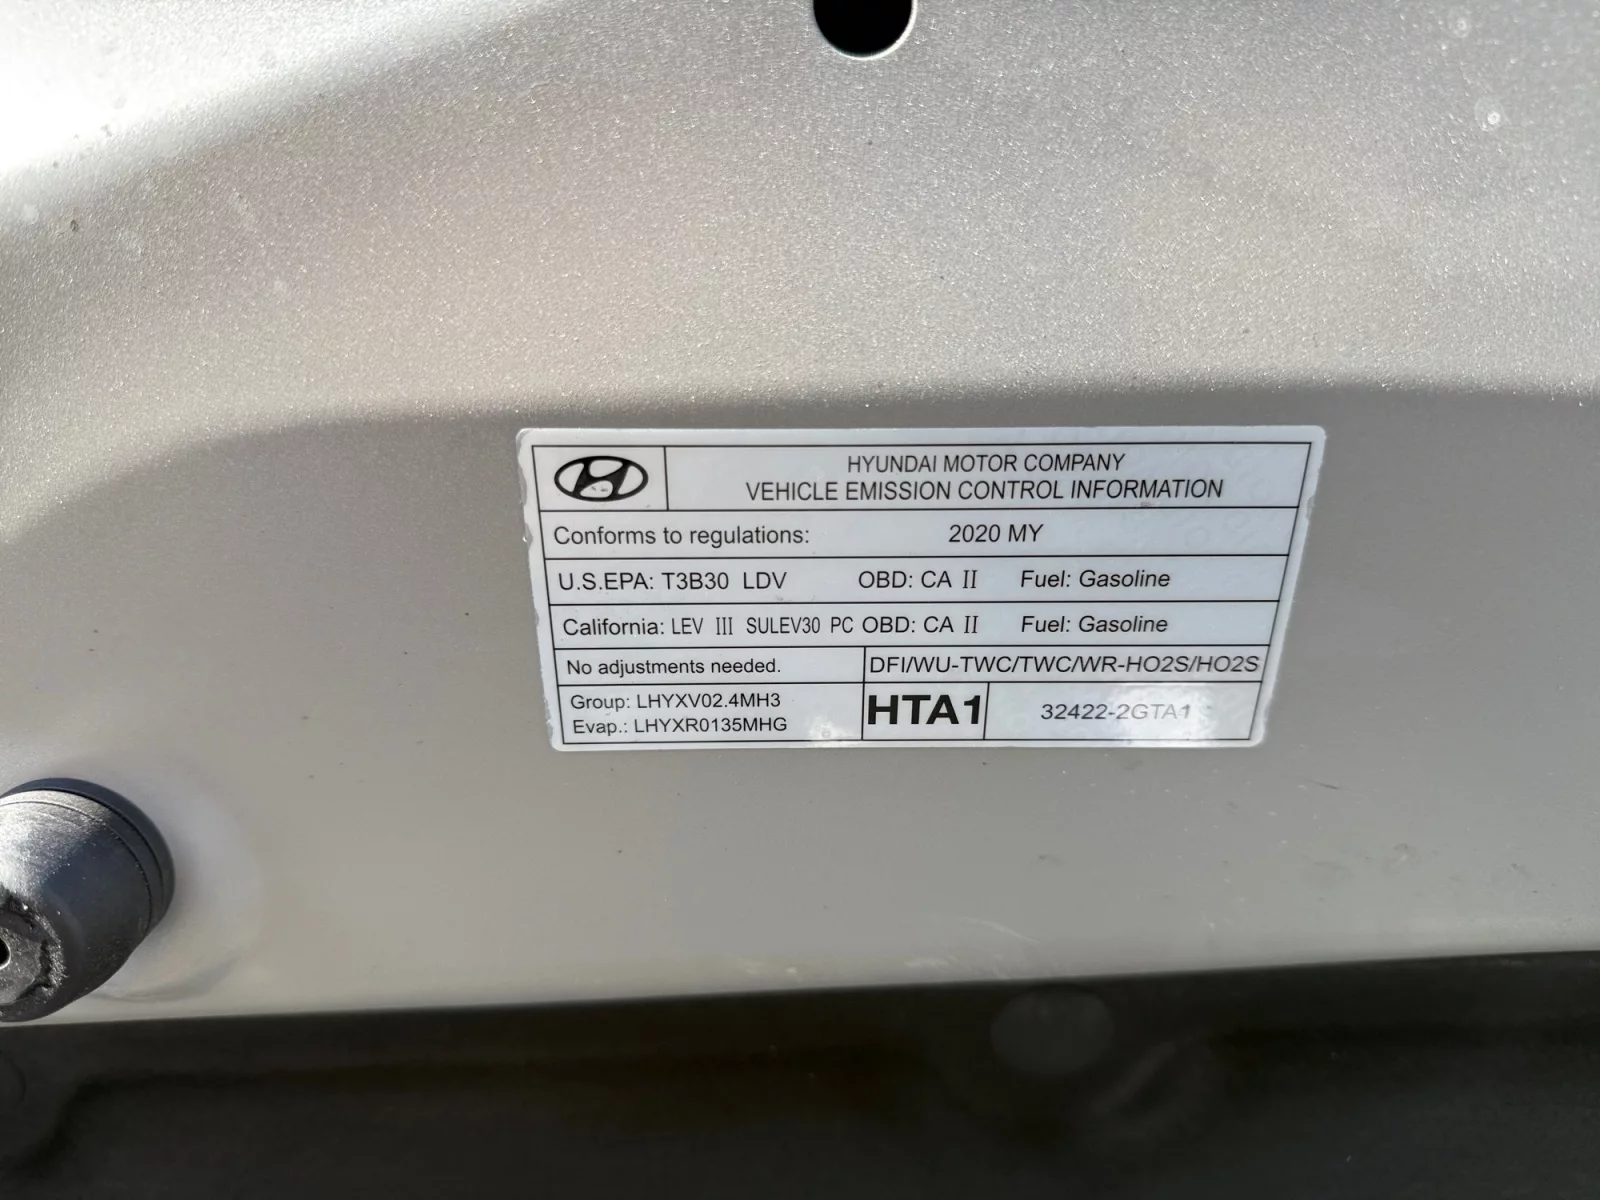 HYUNDAI MOTOR COMPANY
VEHICLE EMISSION CONTROL INFORMATION
Conforms to regulations: 2020 MY
U.S.EPA: T3B30 LDV OBD: CA II Fuel: Gasoline
California: LEV III SULEV30 PC OBD: CA II Fuel: Gasoline
No adjustments needed. DFI/WU-TWC/TWC/WR-HO2S/HO2S
Group: LHYXV02.4MH3
Evap.: LHYXR0135MHG
HTA1
32422-2GTA1